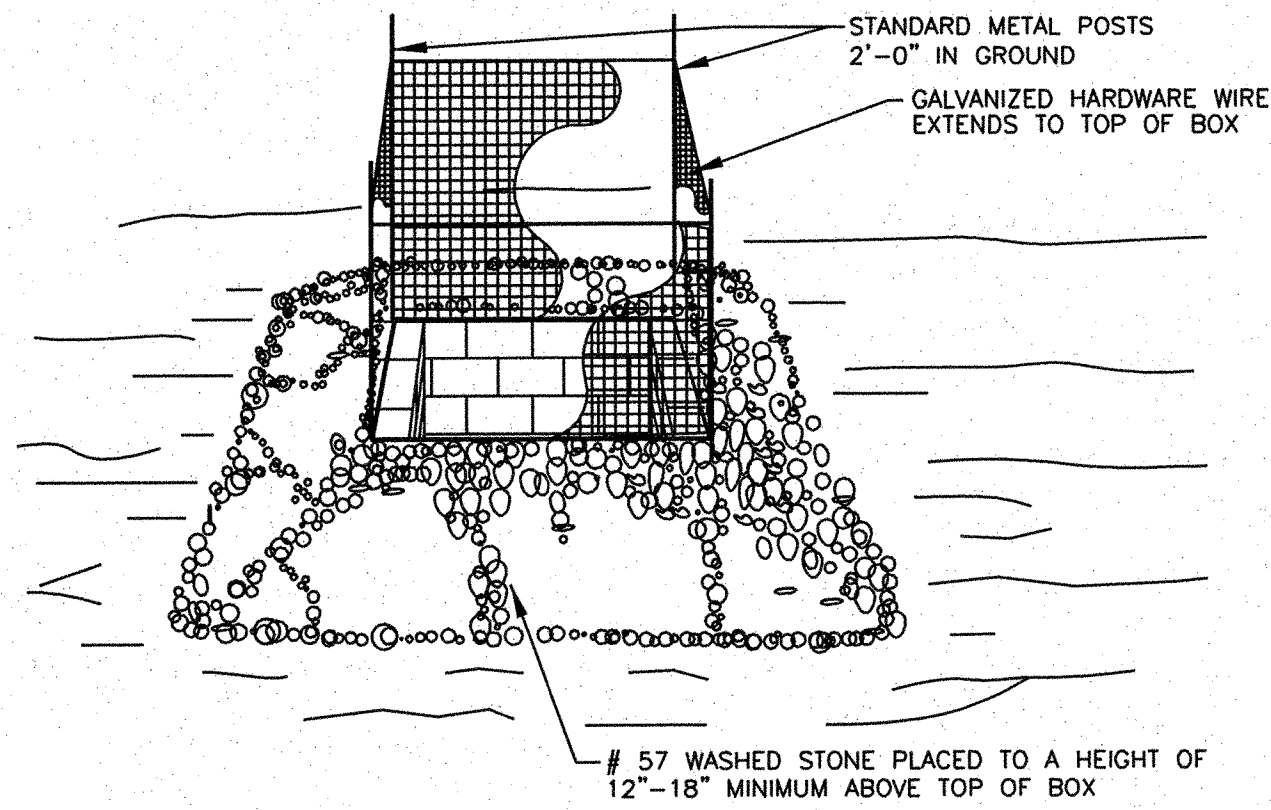 STANDARD METAL POSTS
2'-0" IN GROUND
GALVANIZED HARDWARE WIRE
EXTENDS TO TOP OF BOX
# 57 WASHED STONE PLACED TO A HEIGHT OF
12"-18" MINIMUM ABOVE TOP OF BOX